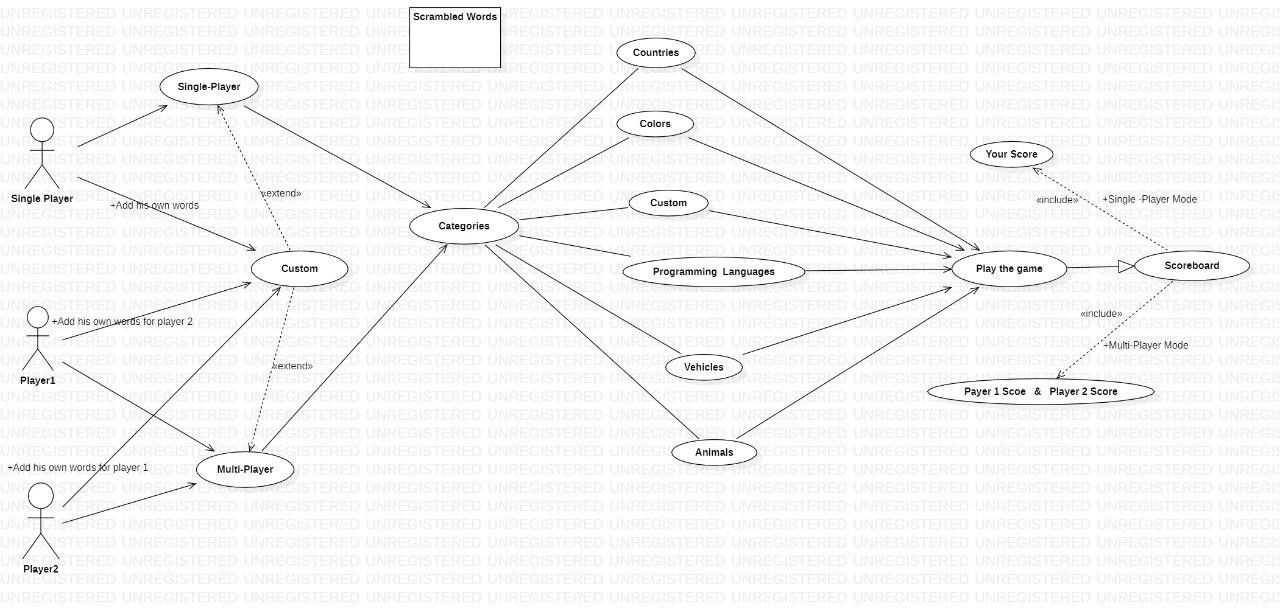 Scrambled Words
Countries
Single-Player
Colors
Your Score
Single Player
«extend»
+Add his own words
«include»
+Single -Player Mode
Custom
Categories
Custom
Programming  Languages
Play the game
Scoreboard
+Add his own words for player 2
Player1
«include»
+Multi-Player Mode
«extend»
Vehicles
Payer 1 Scoe  &  Player 2 Score
Animals
+Add his own words for player 1
Multi-Player
Player2
UNREGISTERED